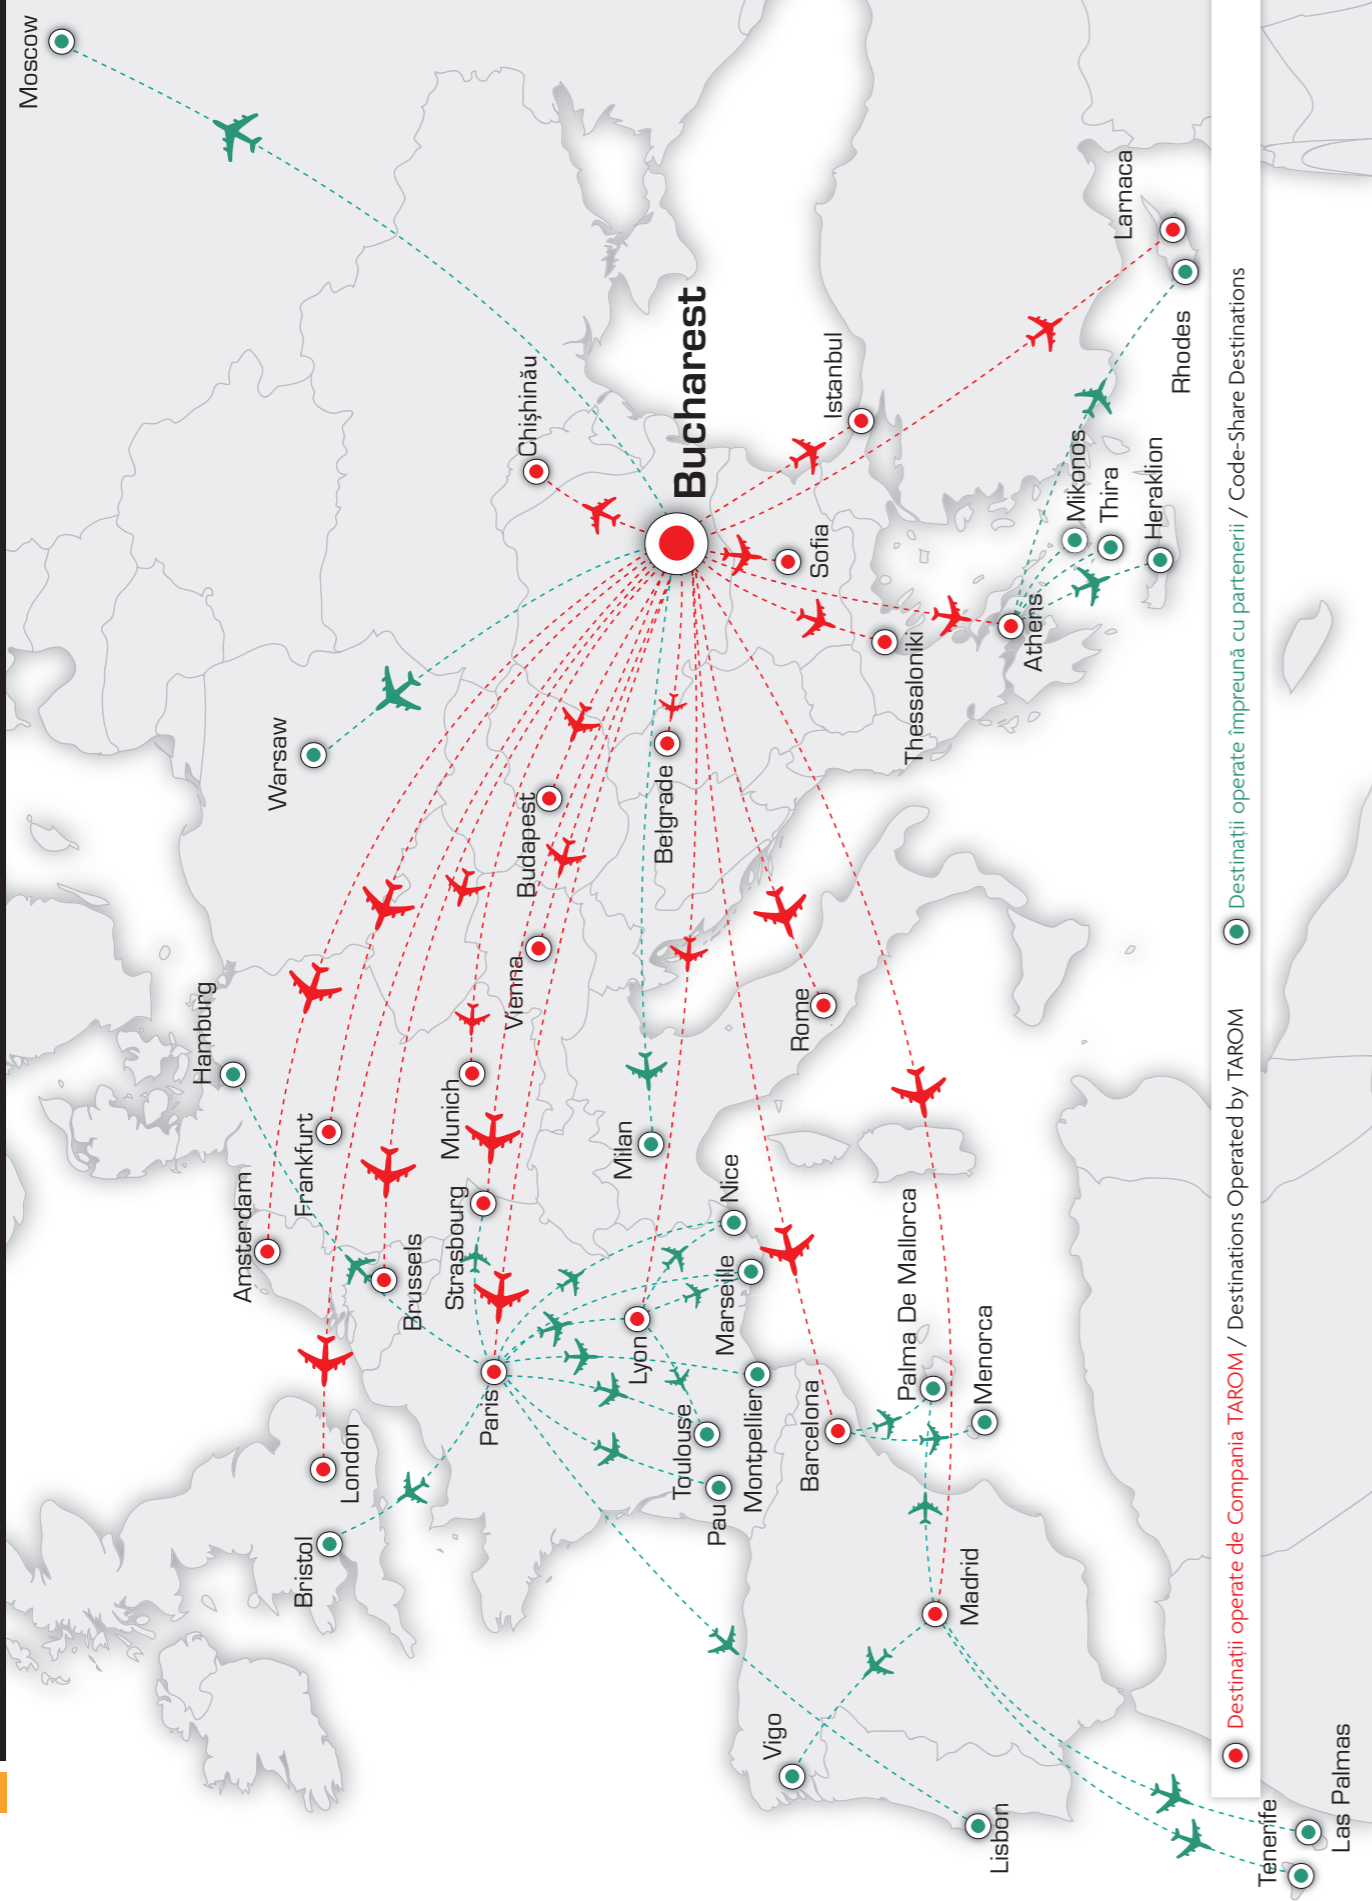 Moscow
Warsaw
Hamburg
Amsterdam
Frankfurt
London
Bristol
Brussels
Strasbourg
Munich
Vienna
Budapest
Chişhinău
Bucharest
Paris
Lyon
Milan
Belgrade
Nice
Marseille
Montpellier
Toulouse
Pau
Istanbul
Sofia
Thessaloniki
Athens
Rome
Barcelona
Palma De Mallorca
Menorca
Madrid
Vigo
Lisbon
Mikonos
Thira
Heraklion
Rhodes
Larnaca
Tenerife
Las Palmas
Destinații operate de Compania TAROM / Destinations Operated by TAROM
Destinații operate împreună cu partenerii / Code-Share Destinations